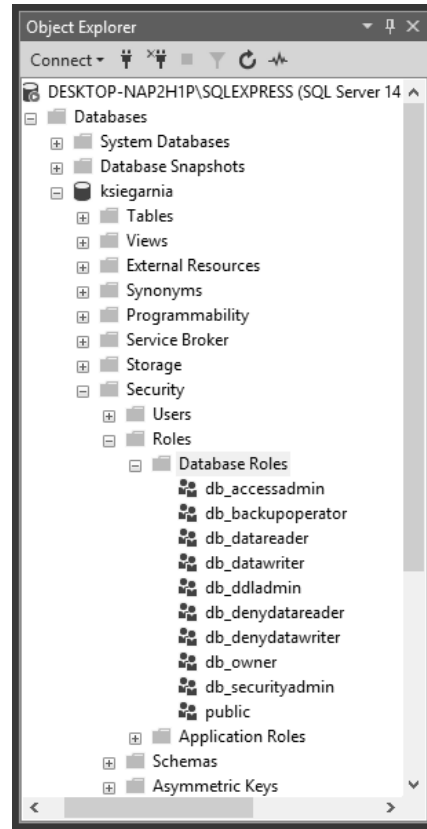 Object Explorer
Connect
DESKTOP-NAP2H1P\SQLEXPRESS (SQL Server 14
Databases
System Databases
Database Snapshots
ksiegarnia
Tables
Views
External Resources
Synonyms
Programmability
Service Broker
Storage
Security
Users
Roles
Database Roles
db_accessadmin
db_backupoperator
db_datareader
db_datawriter
db_ddladmin
db_denydatareader
db_denydatawriter
db_owner
db_securityadmin
public
Application Roles
Schemas
Asymmetric Keys